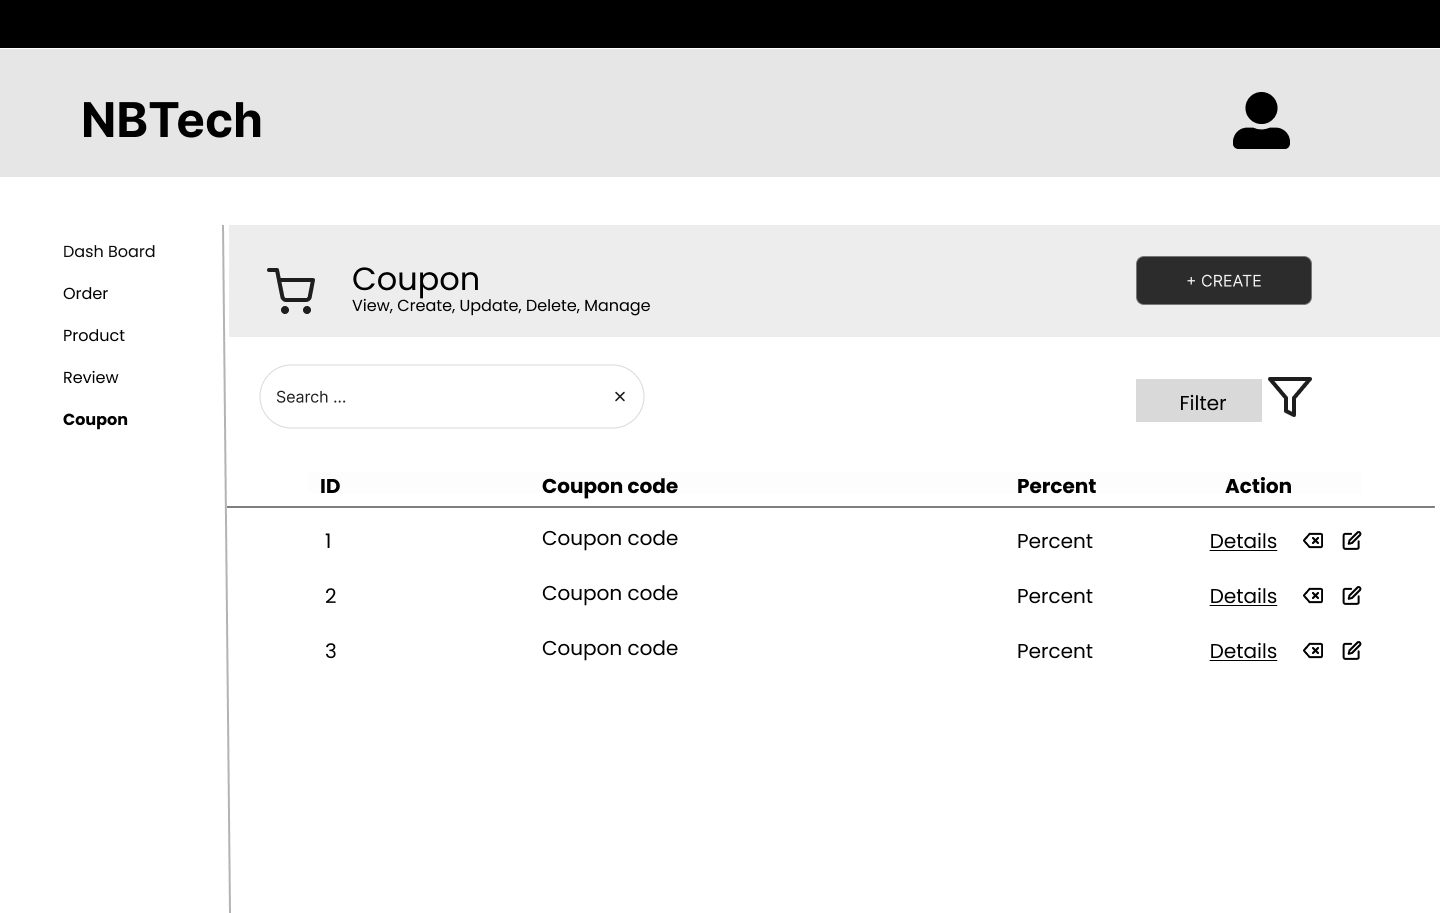 NBTech
Dash Board
Order
Product
Review
Coupon
Coupon
View, Create, Update, Delete, Manage
+ CREATE
Search ...
Filter
ID Coupon code Percent Action
1 Coupon code Percent Details
2 Coupon code Percent Details
3 Coupon code Percent Details